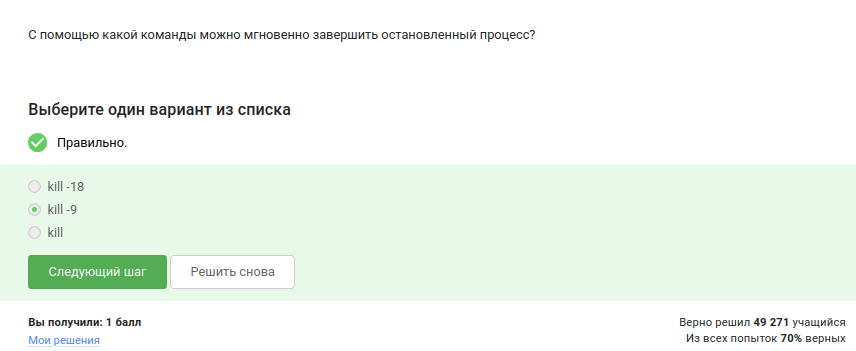 С помощью какой команды можно мгновенно завершить остановленный процесс?
Выберите один вариант из списка
Правильно.
kill -18
kill -9
kill
Следующий шаг Решить снова
Вы получили: 1 балл
Мои решения
Верно решил 49 271 учащийся
Из всех попыток 70% верных